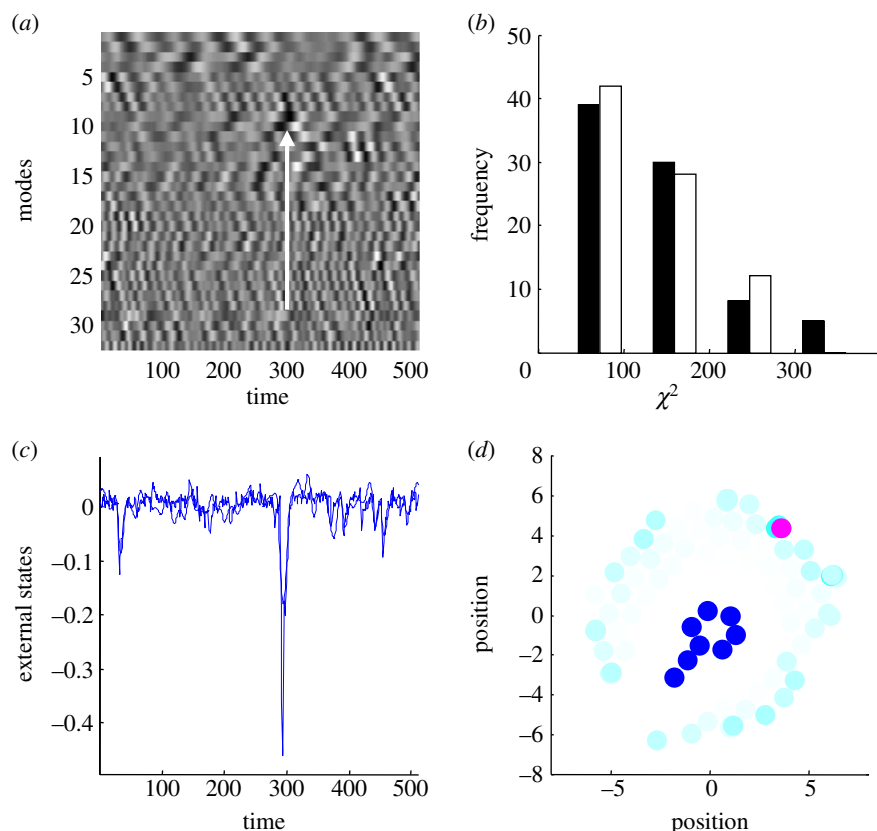 (a)
5
10
15
20
25
30
modes
100 200 300 400 500
time
(b)
50
40
30
20
10
frequency
0 100 200 300
χ²
(c)
0
–0.1
–0.2
–0.3
–0.4
external states
100 200 300 400 500
time
(d)
8
6
4
2
0
–2
–4
–6
–8
position
–5 0 5
position